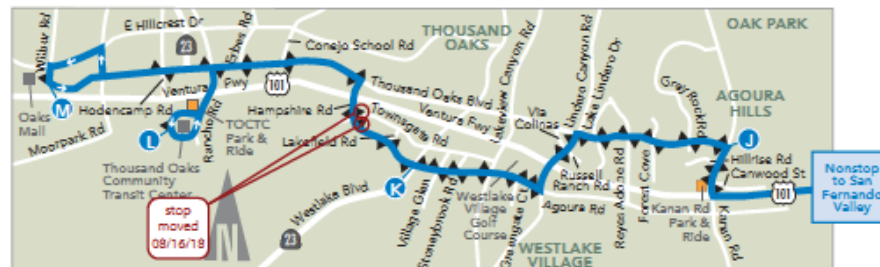 Wilbur Rd
E Hillcrest Dr
23
Erbes Rd
Conejo School Rd
THOUSAND
OAKS
OAK PARK
Oaks
Mall
M
Hodencamp Rd
Ventura Fwy
101
Moorpark Rd
L
Rancho Rd
TOCTC
Park &
Ride
Thousand Oaks
Community
Transit Center
Hampshire Rd
Thousand Oaks Blvd
Townsgate Rd
Ventura Fwy
Lakefield Rd
K
stop
moved
08/16/18
N
23
Westlake Blvd
Village Glen
Stoneybrook Rd
Westlake
Village
Golf
Course
Lakeview Canyon Rd
Via
Colinas
Lindero Canyon Rd
Lake Lindero Dr
Russell
Ranch Rd
Agoura Rd
WESTLAKE
VILLAGE
Reyes Adobe Rd
Forest Cove
Grey Rock Rd
AGOURA
HILLS
J
Hillrise Rd
Canwood St
Kanan Rd
Park &
Ride
Kanan Rd
101
Nonstop
to San
Fernando
Valley